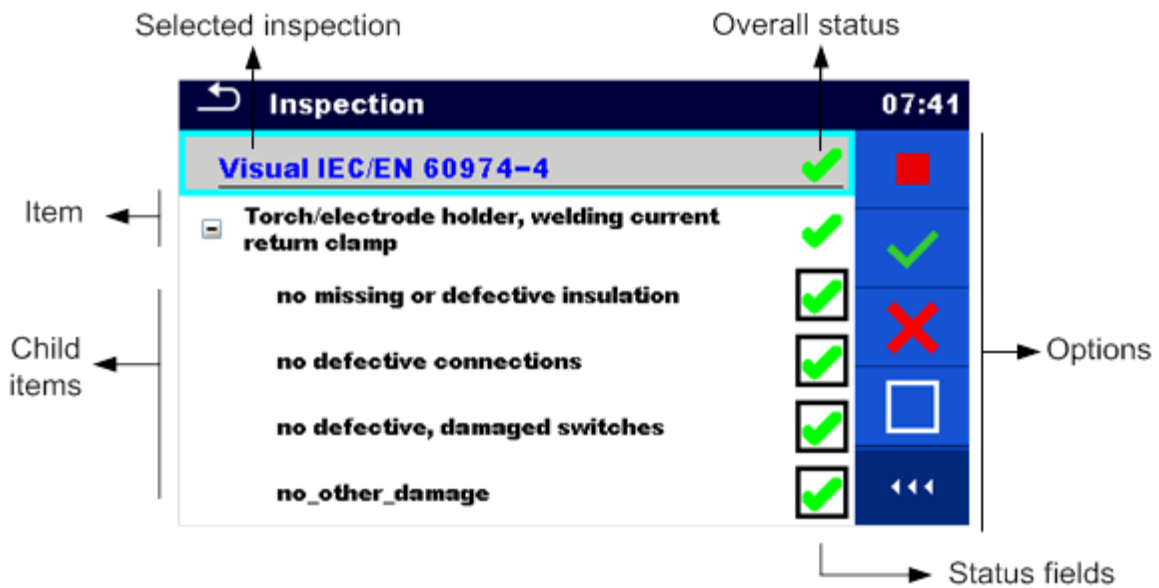 Selected inspection
Overall status
Inspection
07:41
Visual IEC/EN 60974-4
Item
Torch/electrode holder, welding current
return clamp
no missing or defective insulation
Child
items
no defective connections
Options
no defective, damaged switches
no_other_damage
Status fields